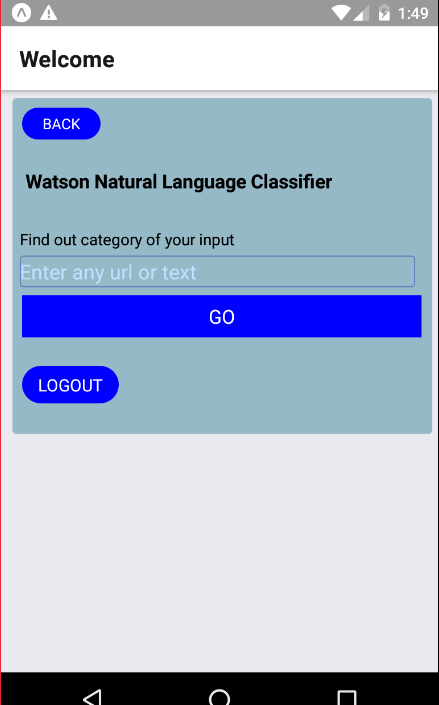 1:49
Welcome
BACK
Watson Natural Language Classifier
Find out category of your input
Enter any url or text
GO
LOGOUT